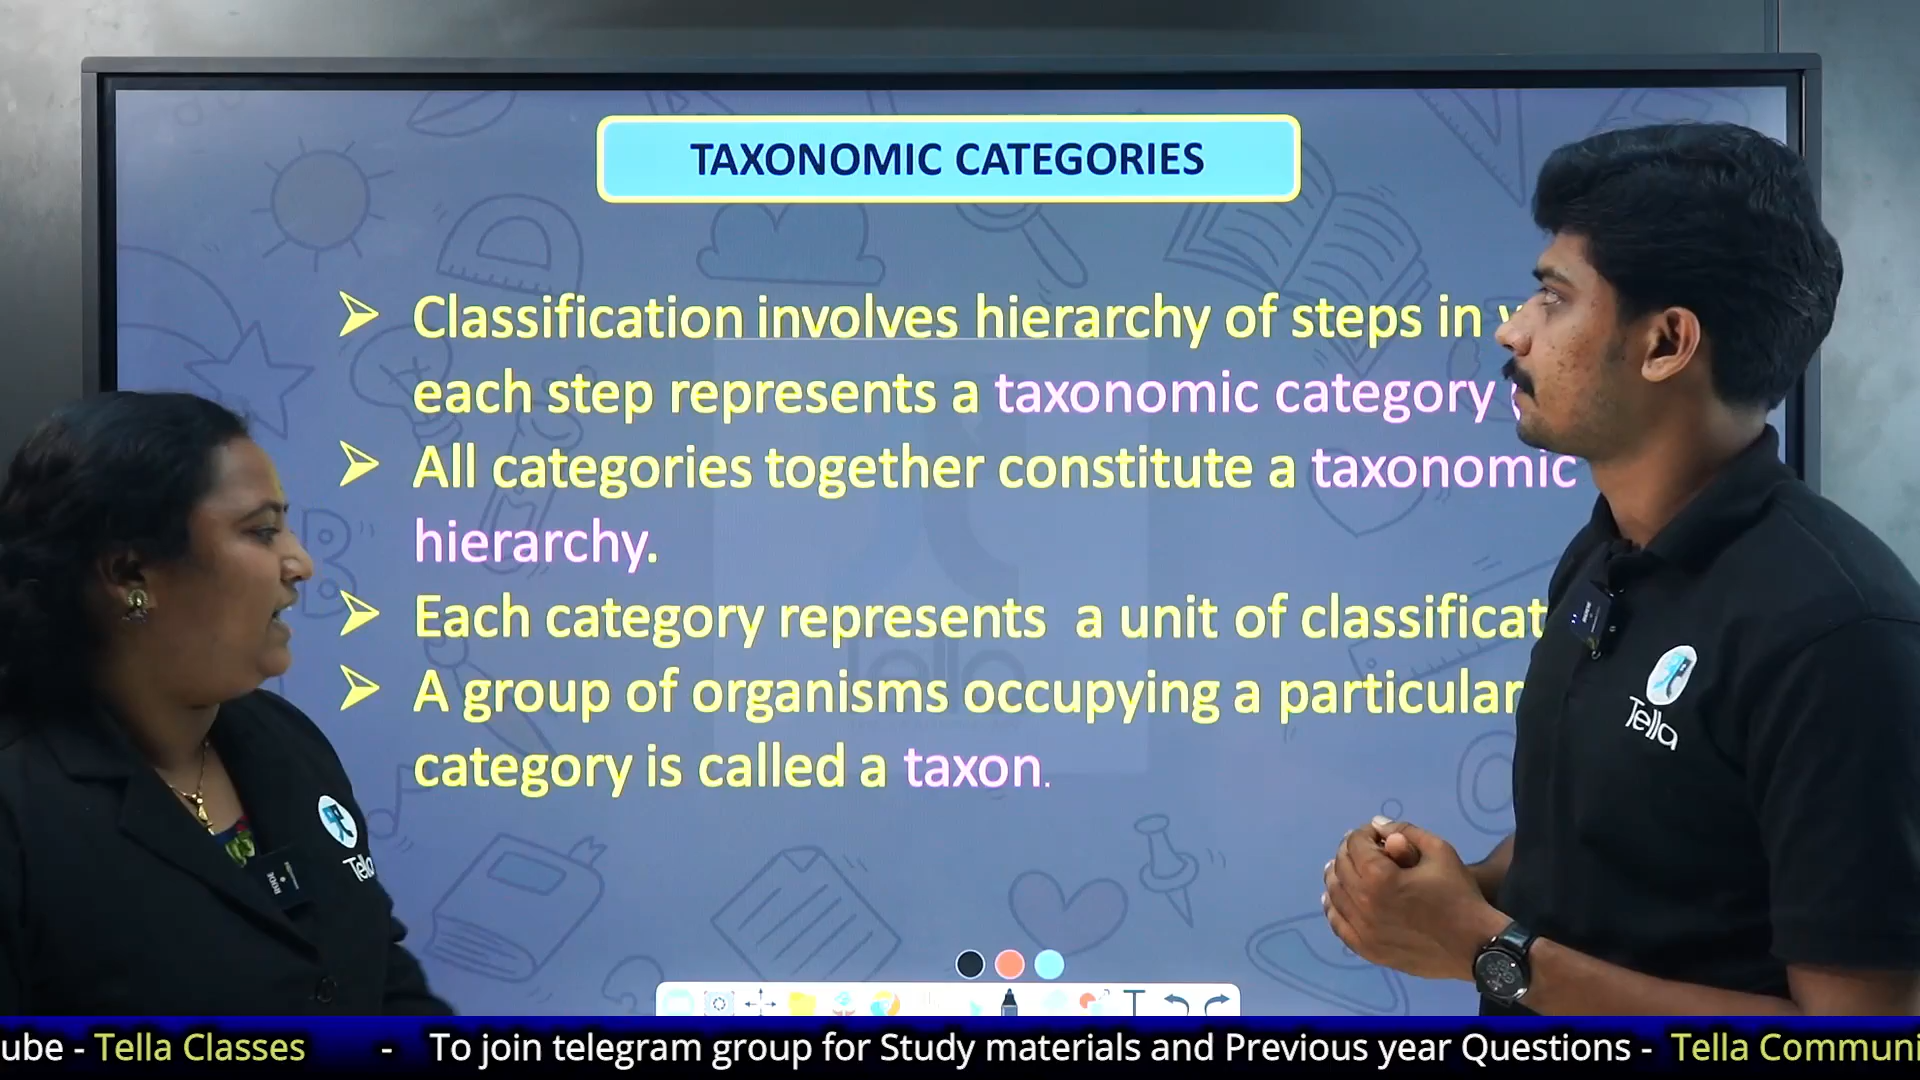 TAXONOMIC CATEGORIES
Classification involves hierarchy of steps in
each step represents a taxonomic category
All categories together constitute a taxonomic
hierarchy.
Each category represents a unit of classificat
A group of organisms occupying a particular
category is called a taxon.
Tella
Tella
RODE
ube - Tella Classes - To join telegram group for Study materials and Previous year Questions - Tella Communi